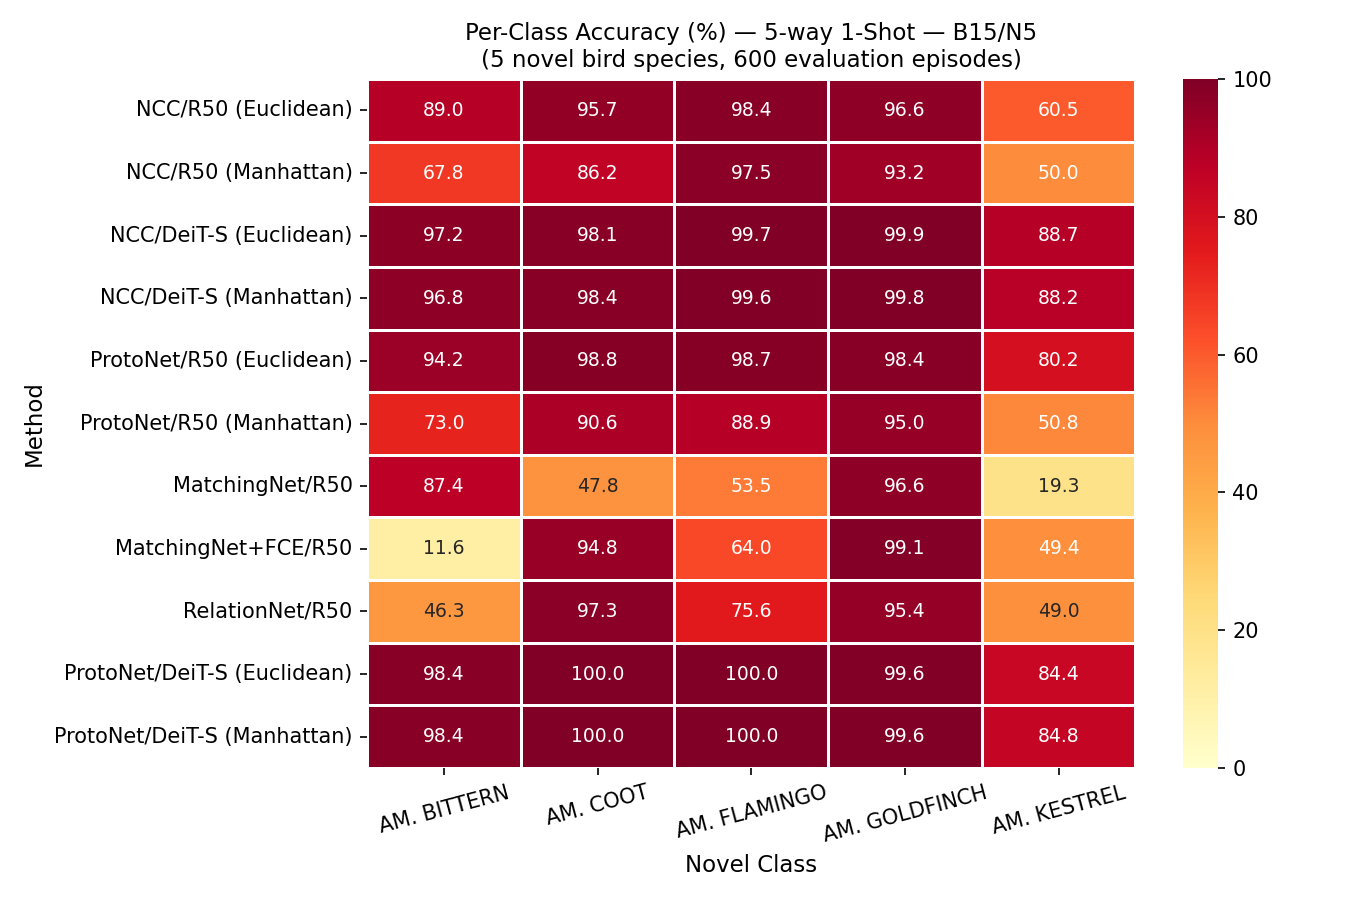 Per-Class Accuracy (%) — 5-way 1-Shot — B15/N5
(5 novel bird species, 600 evaluation episodes)
Method
NCC/R50 (Euclidean) 89.0 95.7 98.4 96.6 60.5
NCC/R50 (Manhattan) 67.8 86.2 97.5 93.2 50.0
NCC/DeiT-S (Euclidean) 97.2 98.1 99.7 99.9 88.7
NCC/DeiT-S (Manhattan) 96.8 98.4 99.6 99.8 88.2
ProtoNet/R50 (Euclidean) 94.2 98.8 98.7 98.4 80.2
ProtoNet/R50 (Manhattan) 73.0 90.6 88.9 95.0 50.8
MatchingNet/R50 87.4 47.8 53.5 96.6 19.3
MatchingNet+FCE/R50 11.6 94.8 64.0 99.1 49.4
RelationNet/R50 46.3 97.3 75.6 95.4 49.0
ProtoNet/DeiT-S (Euclidean) 98.4 100.0 100.0 99.6 84.4
ProtoNet/DeiT-S (Manhattan) 98.4 100.0 100.0 99.6 84.8
AM. BITTERN AM. COOT AM. FLAMINGO AM. GOLDFINCH AM. KESTREL
Novel Class
100
80
60
40
20
0